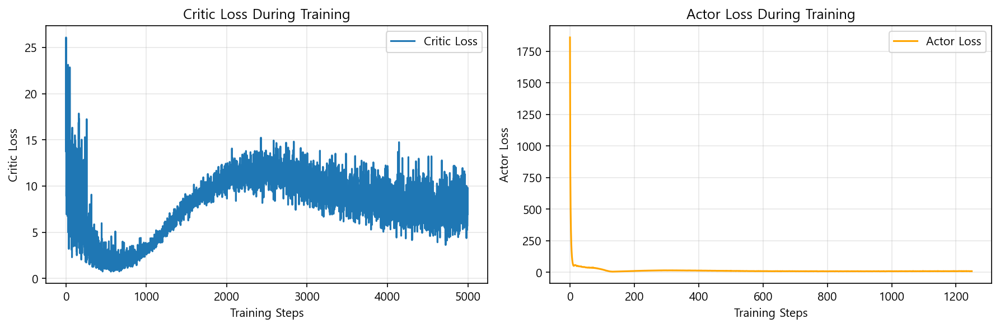 Critic Loss During Training
Critic Loss
25
20
15
10
5
0
Critic Loss
0 1000 2000 3000 4000 5000
Training Steps
Actor Loss During Training
Actor Loss
1750
1500
1250
1000
750
500
250
0
Actor Loss
0 200 400 600 800 1000 1200
Training Steps